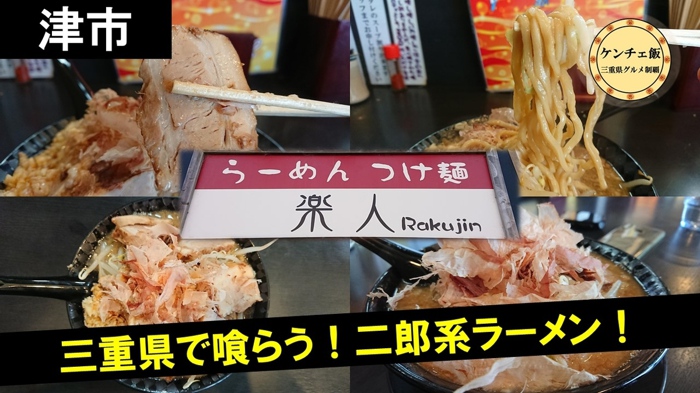 津市
ケンチェ飯
三重県グルメ制覇
らーめん つけ麺
楽人 Rakujin
三重県で喰らう！二郎系ラーメン！